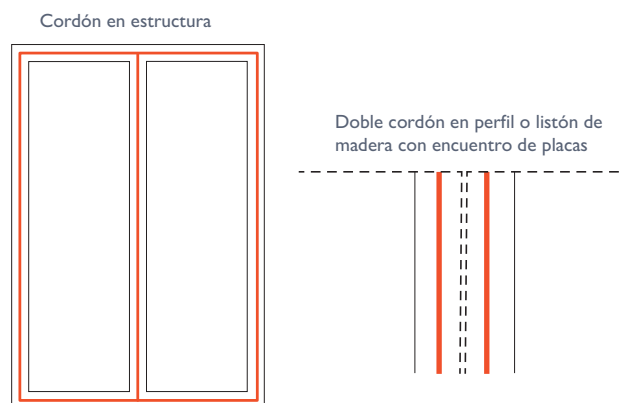 Cordón en estructura
Doble cordón en perfil o listón de
madera con encuentro de placas